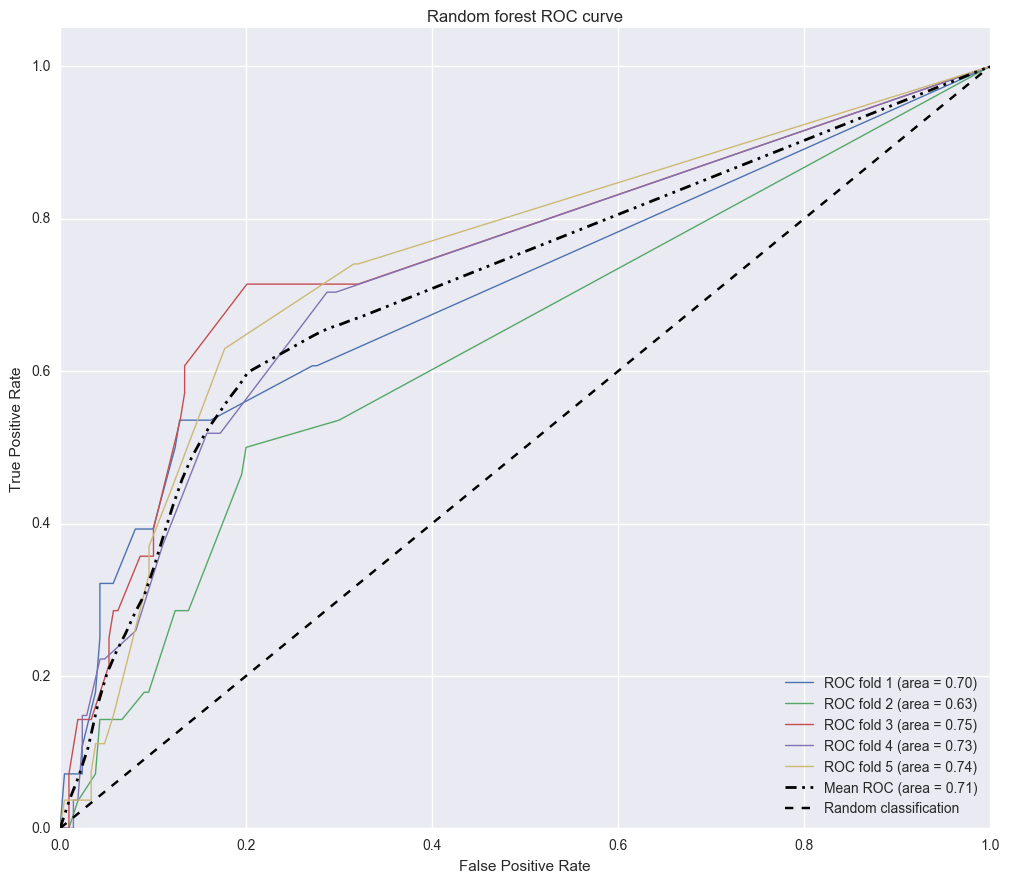 Random forest ROC curve
True Positive Rate
1.0
0.8
0.6
0.4
0.2
0.0
0.0 0.2 0.4 0.6 0.8 1.0
False Positive Rate
ROC fold 1 (area = 0.70)
ROC fold 2 (area = 0.63)
ROC fold 3 (area = 0.75)
ROC fold 4 (area = 0.73)
ROC fold 5 (area = 0.74)
Mean ROC (area = 0.71)
Random classification